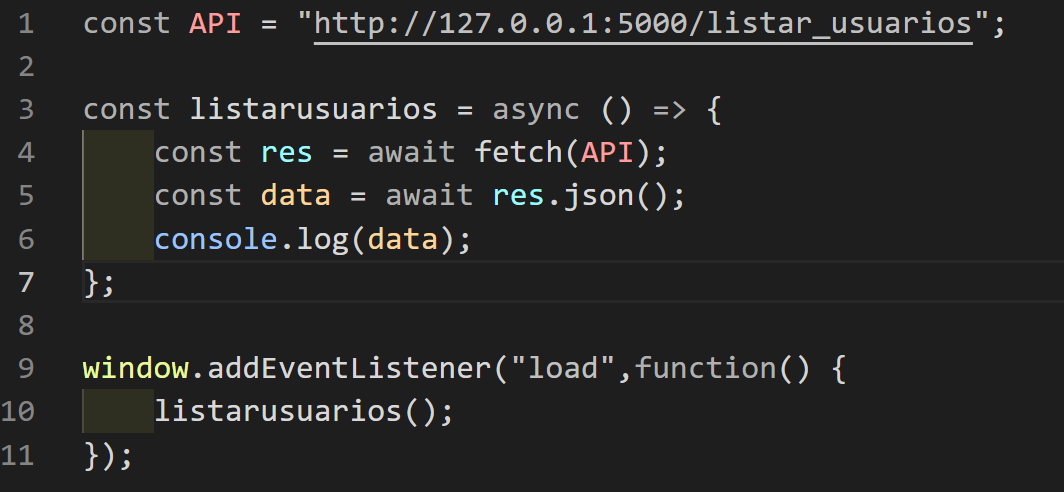 1 const API = "http://127.0.0.1:5000/listar_usuarios";
2
3 const listarusuarios = async () => {
4     const res = await fetch(API);
5     const data = await res.json();
6     console.log(data);
7 };
8
9 window.addEventListener("load",function() {
10     listarusuarios();
11 });